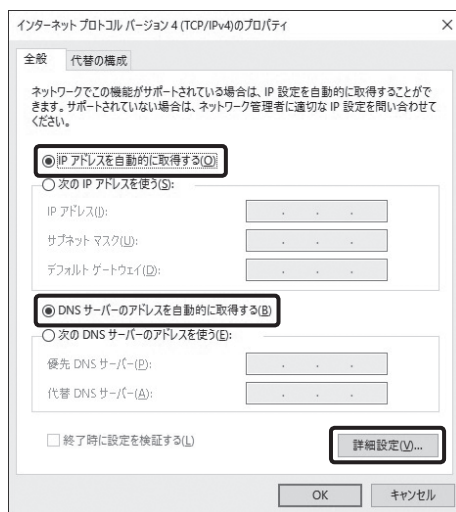 インターネット プロトコル バージョン 4 (TCP/IPv4)のプロパティ
全般
代替の構成
ネットワークでこの機能がサポートされている場合は、IP 設定を自動的に取得することがで
きます。サポートされていない場合は、ネットワーク管理者に適切な IP 設定を問い合わせて
ください。
IP アドレスを自動的に取得する(O)
次の IP アドレスを使う(S):
IP アドレス(I):
サブネット マスク(U):
デフォルト ゲートウェイ(D):
DNS サーバーのアドレスを自動的に取得する(B)
次の DNS サーバーのアドレスを使う(E):
優先 DNS サーバー(P):
代替 DNS サーバー(A):
終了時に設定を検証する(L)
詳細設定(V)...
OK
キャンセル